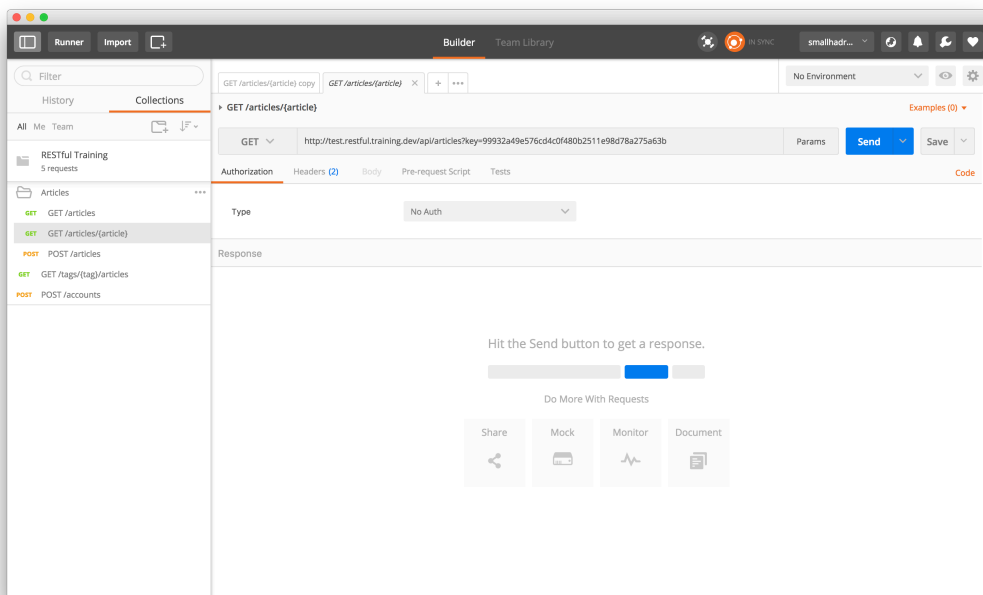 Runner Import Builder Team Library IN SYNC smallhadr...
Filter
History Collections
All Me Team
RESTful Training
5 requests
Articles
GET GET /articles
GET GET /articles/{article}
POST POST /articles
GET GET /tags/{tag}/articles
POST POST /accounts
GET /articles/{article} copy GET /articles/{article} No Environment
GET /articles/{article} Examples (0)
GET http://test.restful.training.dev/api/articles?key=99932a49e576cd4c0f480b2511e98d78a275a63b Params Send Save
Authorization Headers (2) Body Pre-request Script Tests Code
Type No Auth
Response
Hit the Send button to get a response.
Do More With Requests
Share Mock Monitor Document